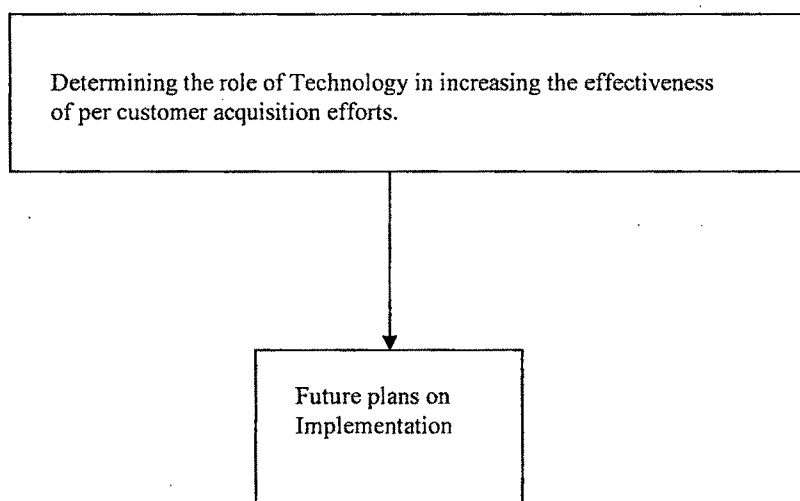 Determining the role of Technology in increasing the effectiveness
of per customer acquisition efforts.
Future plans on
Implementation